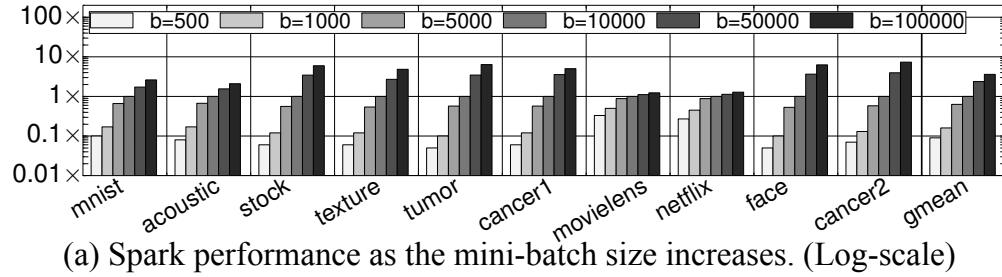 100×
b=500 b=1000 b=5000 b=10000 b=50000 b=100000
10×
1×
0.1×
0.01×
mnist acoustic stock texture tumor cancer1 movielens netflix face cancer2 gmean
(a) Spark performance as the mini-batch size increases. (Log-scale)